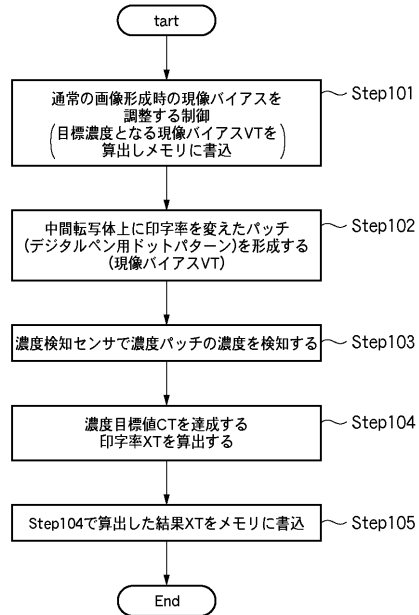 tart
通常の画像形成時の現像バイアスを
調整する制御
(目標濃度となる現像バイアスVTを
算出しメモリに書込)
Step101
中間転写体上に印字率を変えたパッチ
(デジタルペン用ドットパターン)を形成する
(現像バイアスVT)
Step102
濃度検知センサで濃度パッチの濃度を検知する
Step103
濃度目標値CTを達成する
印字率XTを算出する
Step104
Step104で算出した結果XTをメモリに書込
Step105
End